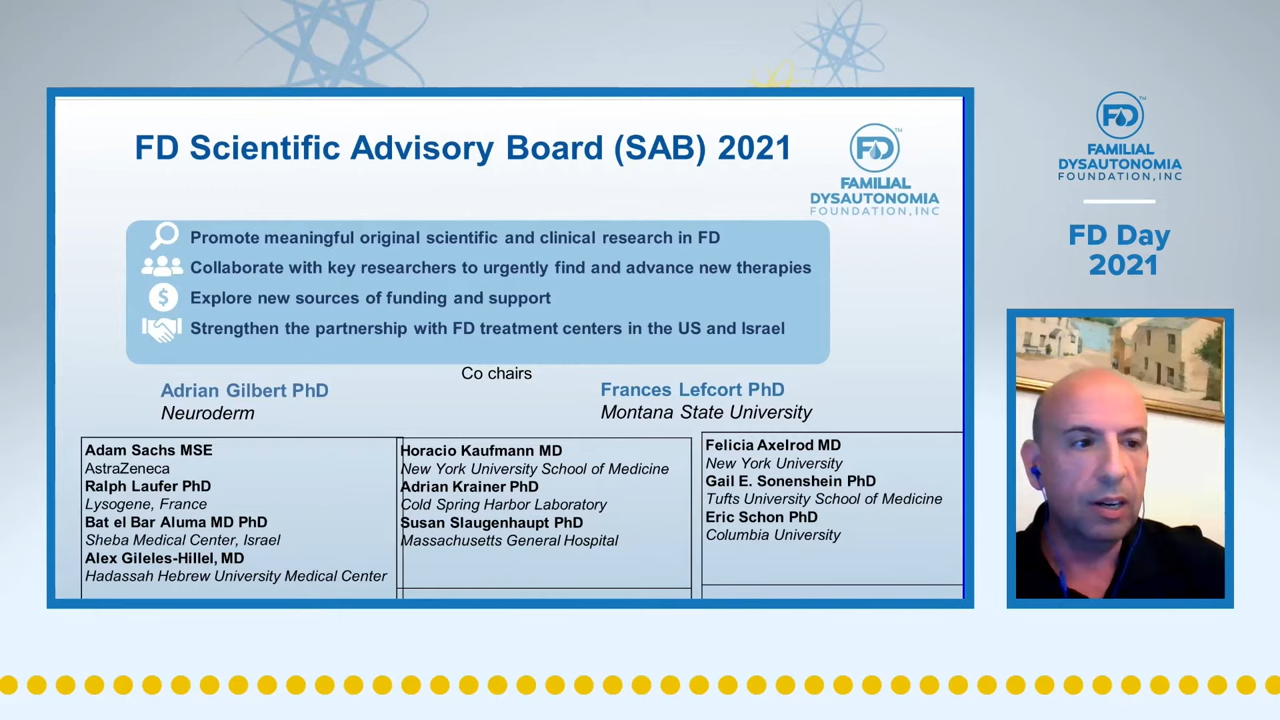 FD Scientific Advisory Board (SAB) 2021
FD
TM
FAMILIAL
DYSAUTONOMIA
FOUNDATION, INC
Promote meaningful original scientific and clinical research in FD
Collaborate with key researchers to urgently find and advance new therapies
$
Explore new sources of funding and support
Strengthen the partnership with FD treatment centers in the US and Israel
Co chairs
Adrian Gilbert PhD
Neuroderm
Frances Lefcort PhD
Montana State University
Adam Sachs MSE
AstraZeneca
Ralph Laufer PhD
Lysogene, France
Bat el Bar Aluma MD PhD
Sheba Medical Center, Israel
Alex Gileles-Hillel, MD
Hadassah Hebrew University Medical Center
Horacio Kaufmann MD
New York University School of Medicine
Adrian Krainer PhD
Cold Spring Harbor Laboratory
Susan Slaugenhaupt PhD
Massachusetts General Hospital
Felicia Axelrod MD
New York University
Gail E. Sonenshein PhD
Tufts University School of Medicine
Eric Schon PhD
Columbia University
FD
TM
FAMILIAL
DYSAUTONOMIA
FOUNDATION, INC
FD Day
2021